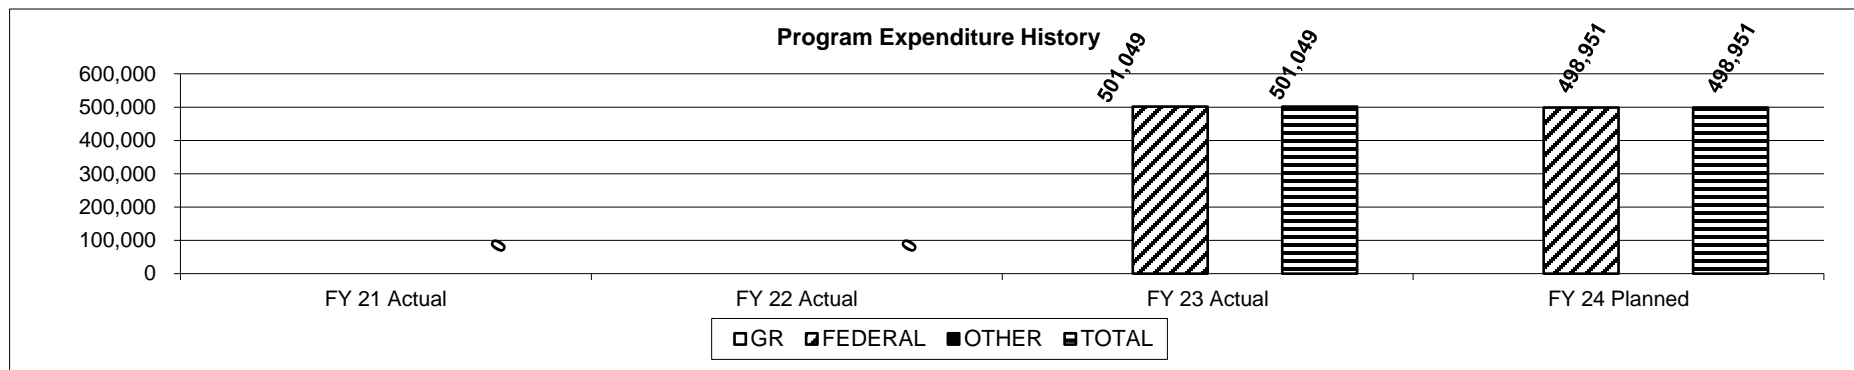 Program Expenditure History
600,000
500,000
400,000
300,000
200,000
100,000
0
0
0
501,049
501,049
498,951
498,951
FY 21 Actual
FY 22 Actual
FY 23 Actual
FY 24 Planned
GR FEDERAL OTHER TOTAL